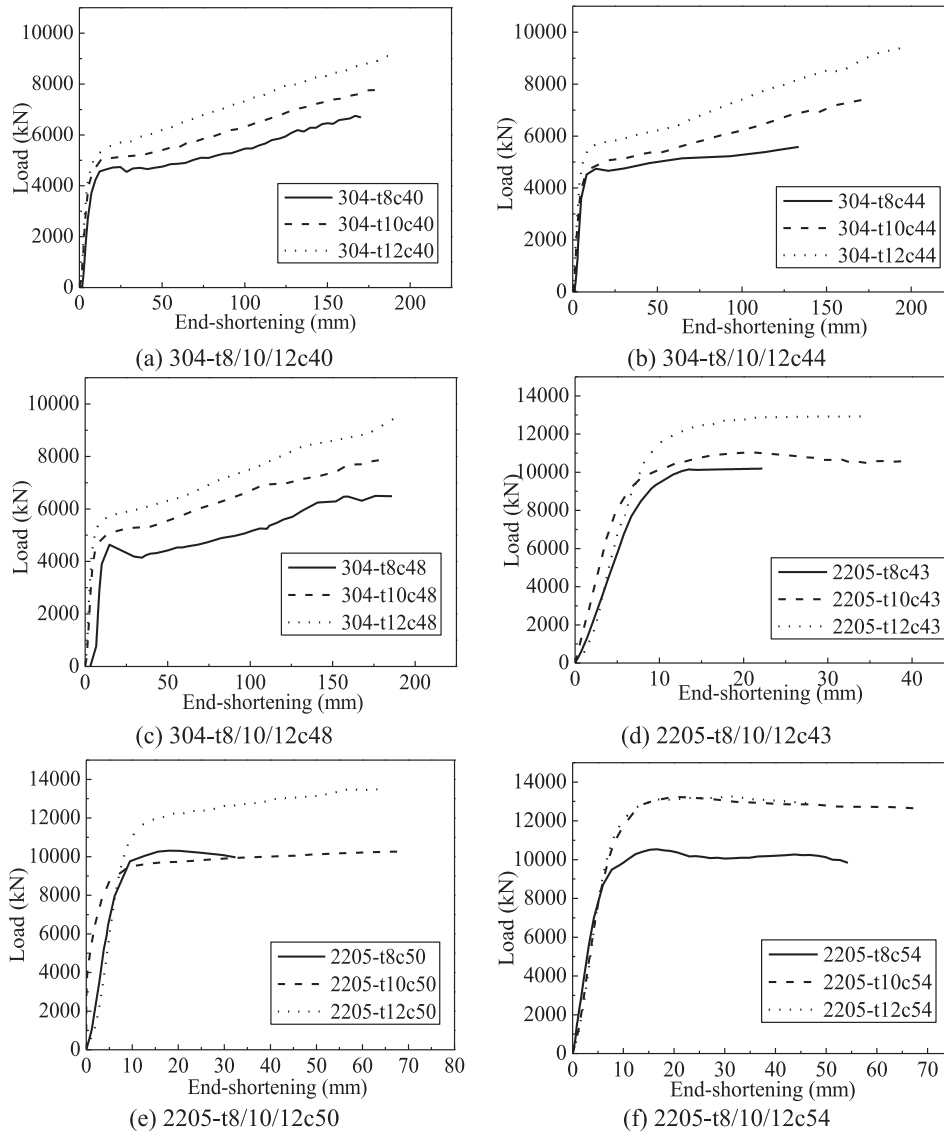 10000
8000
6000
4000
2000
0
Load (kN)
0 50 100 150 200
End-shortening (mm)
304-t8c40
304-t10c40
304-t12c40
(a) 304-t8/10/12c40
10000
8000
6000
4000
2000
0
Load (kN)
0 50 100 150 200
End-shortening (mm)
304-t8c44
304-t10c44
304-t12c44
(b) 304-t8/10/12c44
10000
8000
6000
4000
2000
0
Load (kN)
0 50 100 150 200
End-shortening (mm)
304-t8c48
304-t10c48
304-t12c48
(c) 304-t8/10/12c48
14000
12000
10000
8000
6000
4000
2000
0
Load (kN)
0 10 20 30 40
End-shortening (mm)
2205-t8c43
2205-t10c43
2205-t12c43
(d) 2205-t8/10/12c43
14000
12000
10000
8000
6000
4000
2000
0
Load (kN)
0 10 20 30 40 50 60 70 80
End-shortening (mm)
2205-t8c50
2205-t10c50
2205-t12c50
(e) 2205-t8/10/12c50
14000
12000
10000
8000
6000
4000
2000
0
Load (kN)
0 10 20 30 40 50 60 70
End-shortening (mm)
2205-t8c54
2205-t10c54
2205-t12c54
(f) 2205-t8/10/12c54